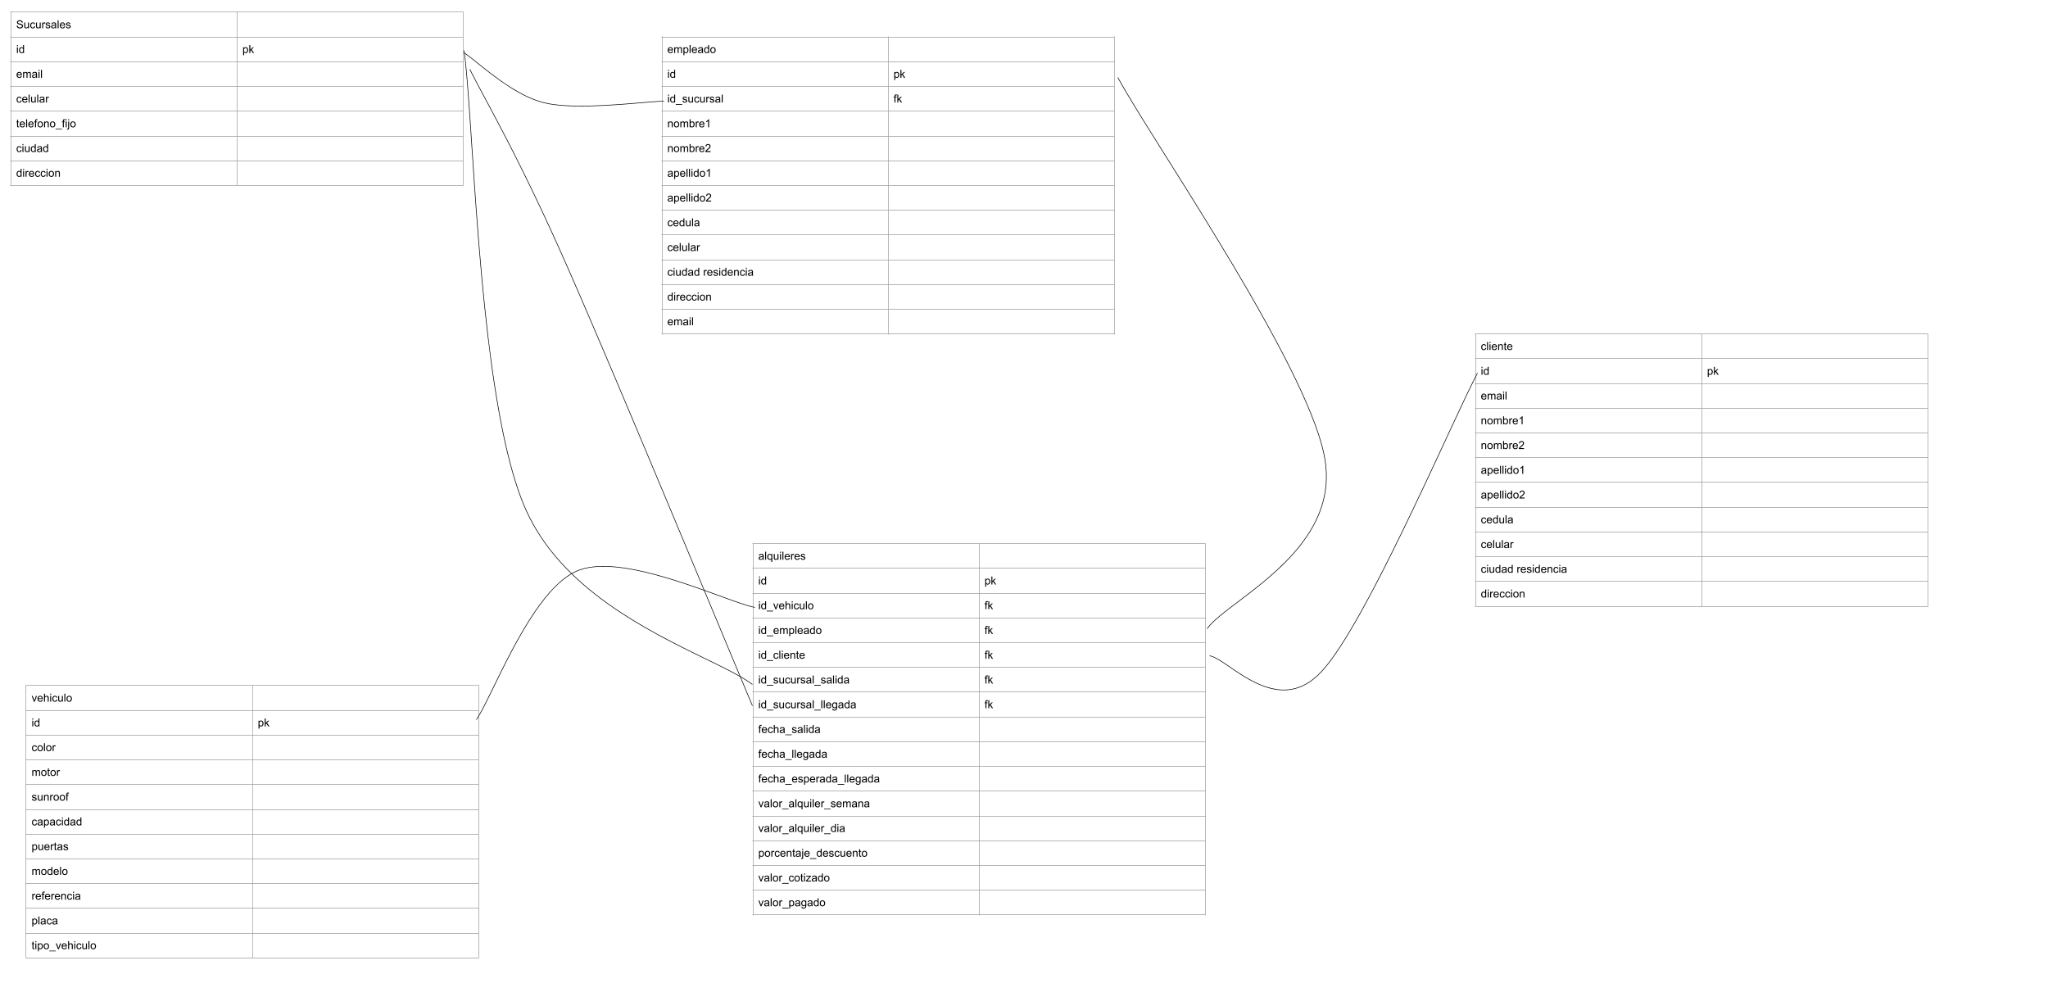 Sucursales
id pk
email
celular
telefono_fijo
ciudad
direccion
empleado
id pk
id_sucursal fk
nombre1
nombre2
apellido1
apellido2
cedula
celular
ciudad residencia
direccion
email
cliente
id pk
email
nombre1
nombre2
apellido1
apellido2
cedula
celular
ciudad residencia
direccion
alquileres
id pk
id_vehiculo fk
id_empleado fk
id_cliente fk
id_sucursal_salida fk
id_sucursal_llegada fk
fecha_salida
fecha_llegada
fecha_esperada_llegada
valor_alquiler_semana
valor_alquiler_dia
porcentaje_descuento
valor_cotizado
valor_pagado
vehiculo
id pk
color
motor
sunroof
capacidad
puertas
modelo
referencia
placa
tipo_vehiculo